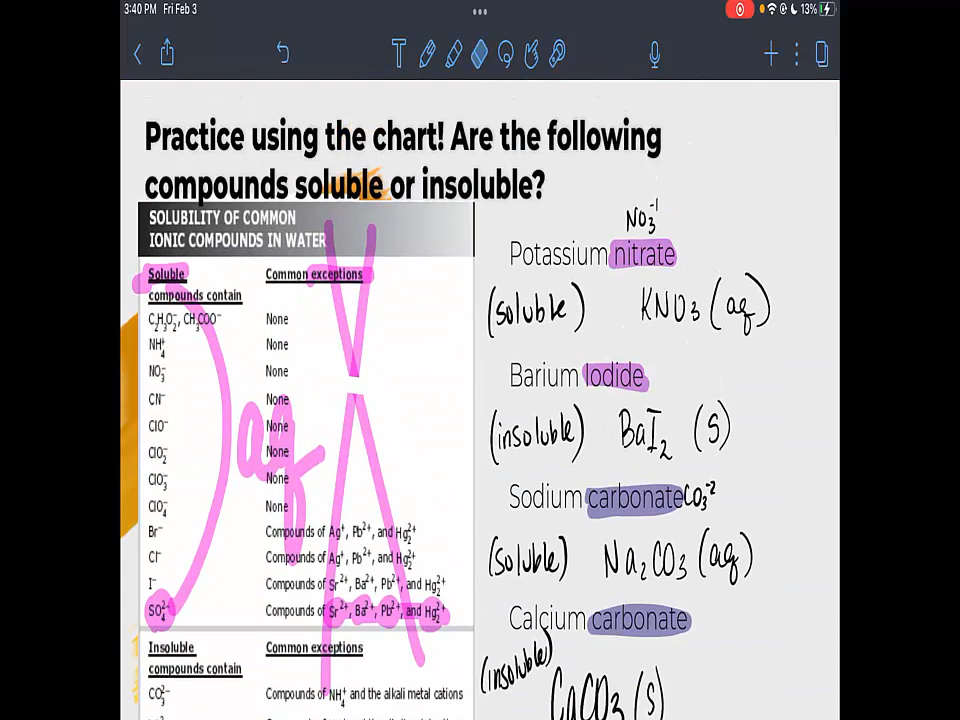 3:40 PM Fri Feb 3
13%
Practice using the chart! Are the following
compounds soluble or insoluble?
SOLUBILITY OF COMMON
IONIC COMPOUNDS IN WATER
Soluble Common exceptions
compounds contain
C₂H₃O₂⁻, CH₃COO⁻ None
NH₄⁺ None
NO₃⁻ None
CN⁻ None
ClO⁻ None
ClO₂⁻ None
ClO₃⁻ None
ClO₄⁻ None
Br⁻ Compounds of Ag⁺, Pb²⁺, and Hg₂²⁺
Cl⁻ Compounds of Ag⁺, Pb²⁺, and Hg₂²⁺
I⁻ Compounds of Sr²⁺, Ba²⁺, Pb²⁺, and Hg₂²⁺
SO₄²⁻ Compounds of Sr²⁺, Ba²⁺, Pb²⁺, and Hg₂²⁺
Insoluble Common exceptions
compounds contain
CO₃²⁻ Compounds of NH₄⁺ and the alkali metal cations
aq
NO₃⁻¹
Potassium nitrate
(soluble) KNO₃ (aq)
Barium Iodide
(insoluble) BaI₂ (s)
Sodium carbonate CO₃⁻²
(soluble) Na₂CO₃ (aq)
Calcium carbonate
(insoluble) CaCO₃ (s)